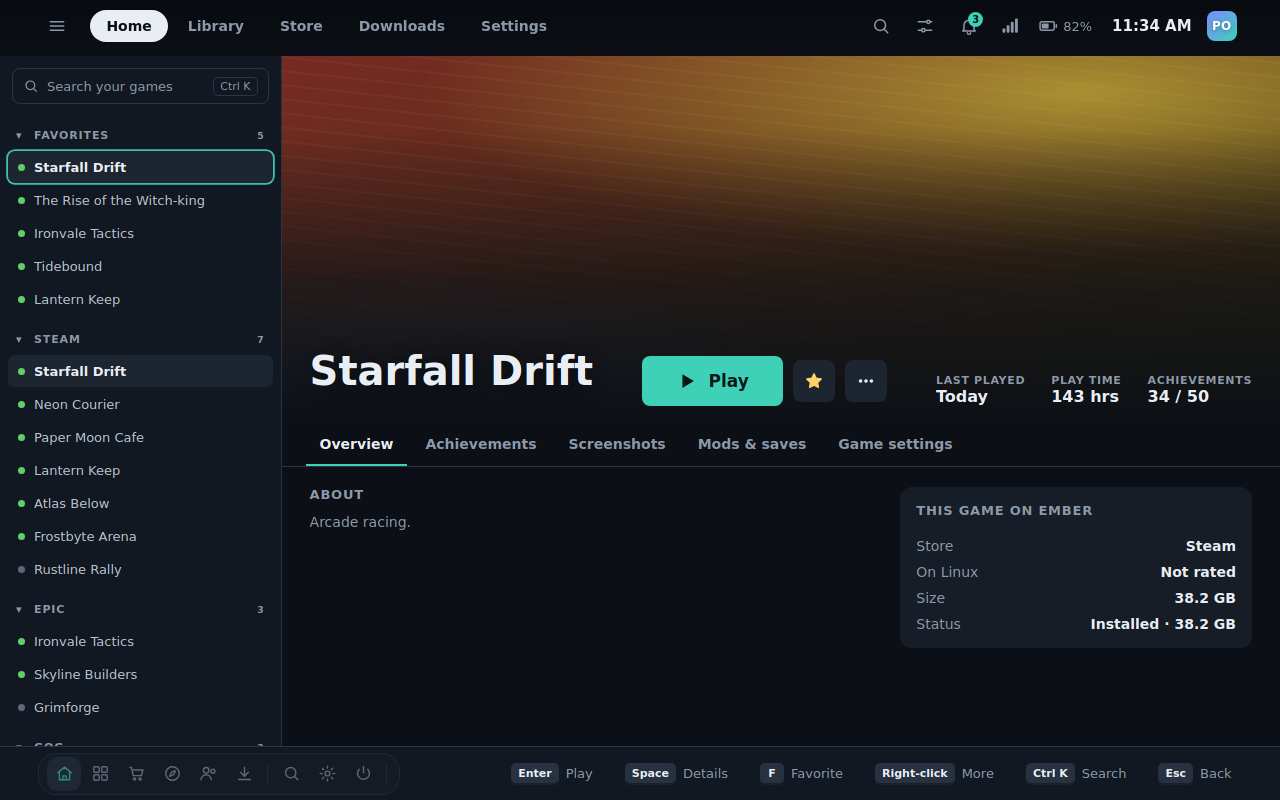 Home
Library
Store
Downloads
Settings
3
82%
11:34 AM
PO
Search your games
Ctrl K
FAVORITES
5
Starfall Drift
The Rise of the Witch-king
Ironvale Tactics
Tidebound
Lantern Keep
STEAM
7
Starfall Drift
Neon Courier
Paper Moon Cafe
Lantern Keep
Atlas Below
Frostbyte Arena
Rustline Rally
EPIC
3
Ironvale Tactics
Skyline Builders
Grimforge
Starfall Drift
Play
LAST PLAYED
Today
PLAY TIME
143 hrs
ACHIEVEMENTS
34 / 50
Overview
Achievements
Screenshots
Mods & saves
Game settings
ABOUT
Arcade racing.
THIS GAME ON EMBER
Store
Steam
On Linux
Not rated
Size
38.2 GB
Status
Installed · 38.2 GB
Enter
Play
Space
Details
F
Favorite
Right-click
More
Ctrl K
Search
Esc
Back